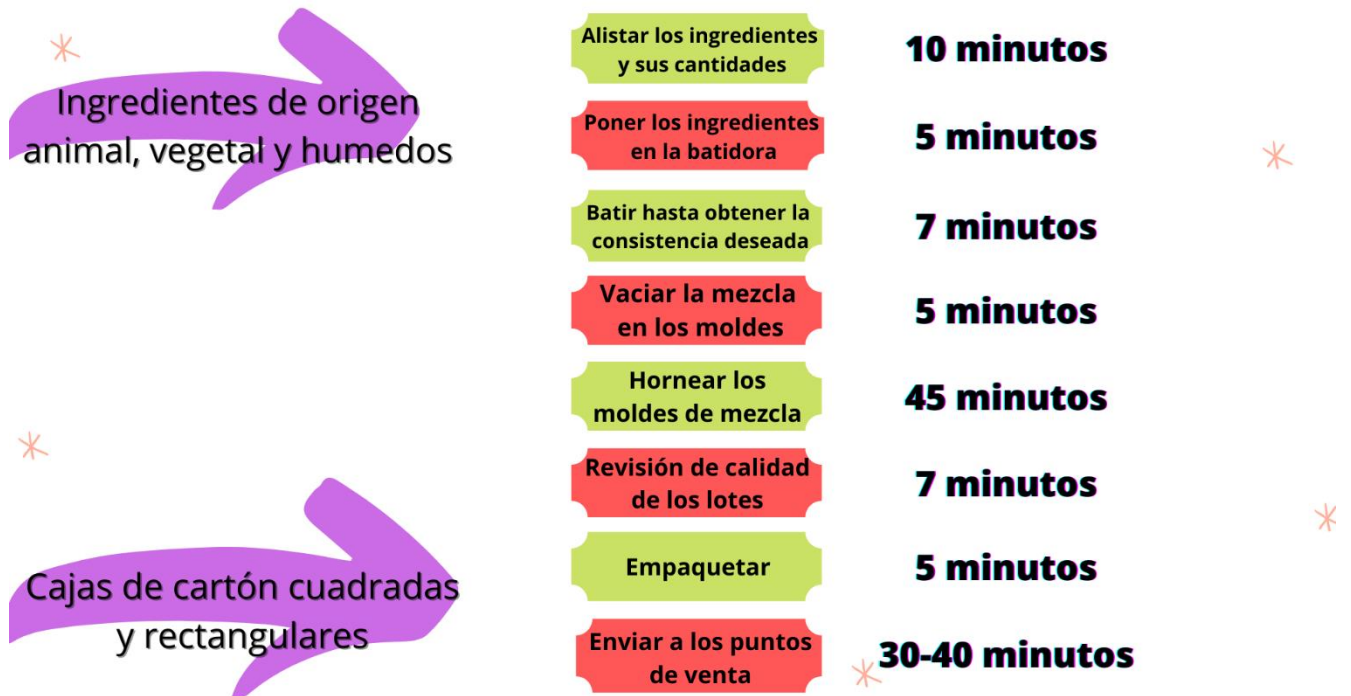 Ingredientes de origen
animal, vegetal y humedos
Alistar los ingredientes
y sus cantidades
10 minutos
Poner los ingredientes
en la batidora
5 minutos
Batir hasta obtener la
consistencia deseada
7 minutos
Vaciar la mezcla
en los moldes
5 minutos
Hornear los
moldes de mezcla
45 minutos
Revisión de calidad
de los lotes
7 minutos
Cajas de cartón cuadradas
y rectangulares
Empaquetar
5 minutos
Enviar a los puntos
de venta
30-40 minutos